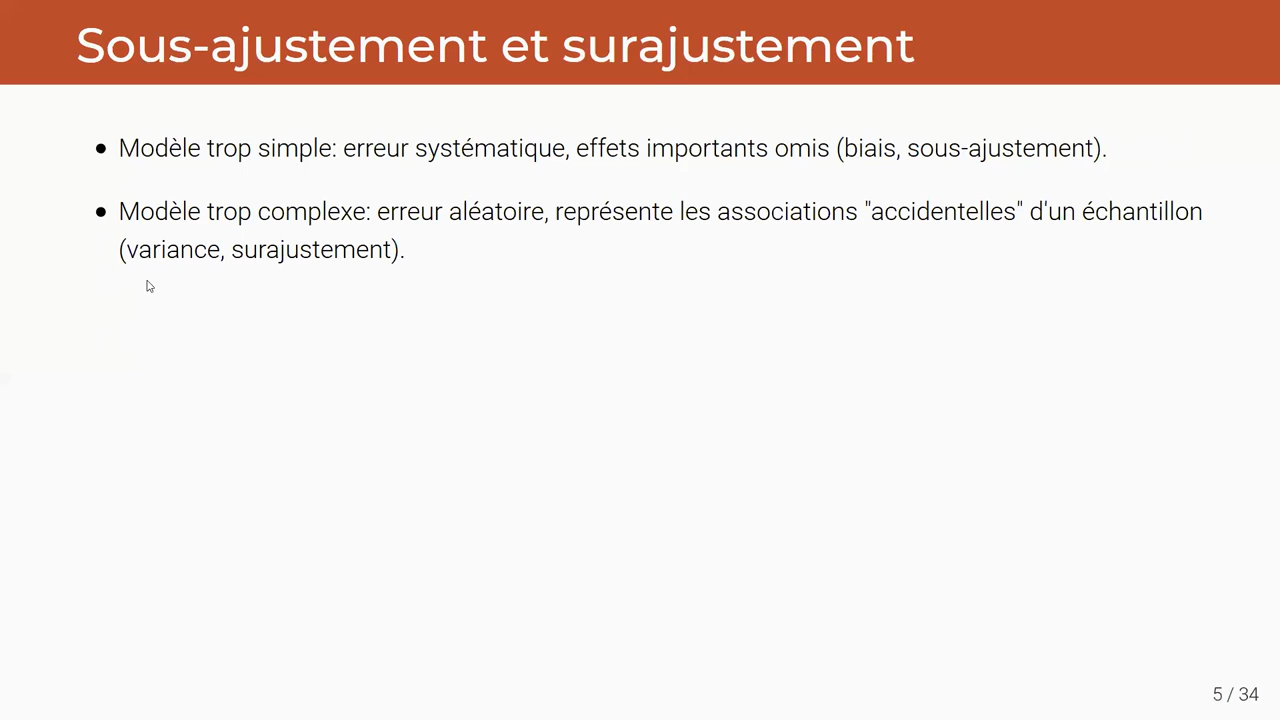 Sous-ajustement et surajustement
• Modèle trop simple: erreur systématique, effets importants omis (biais, sous-ajustement).
• Modèle trop complexe: erreur aléatoire, représente les associations "accidentelles" d'un échantillon
(variance, surajustement).
5 / 34